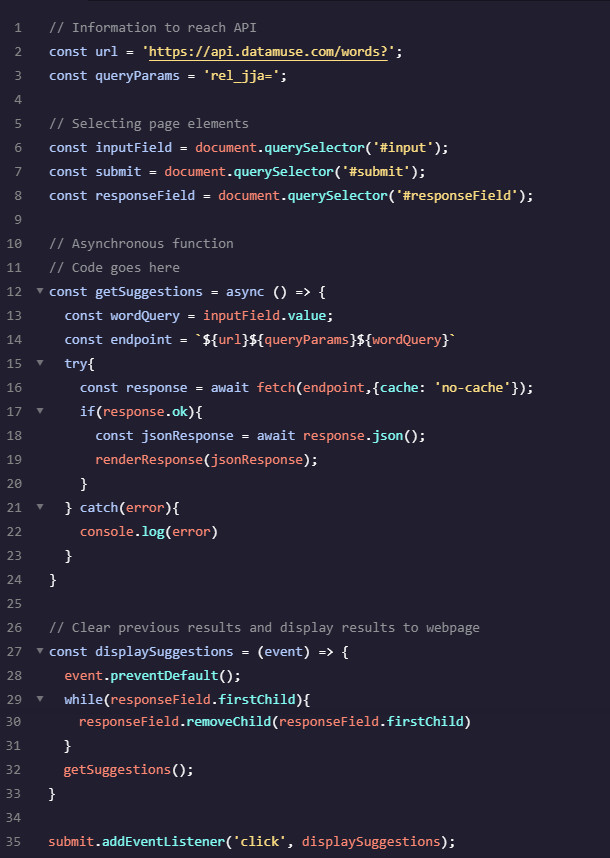 1 // Information to reach API
2 const url = 'https://api.datamuse.com/words?';
3 const queryParams = 'rel_jja=';
4
5 // Selecting page elements
6 const inputField = document.querySelector('#input');
7 const submit = document.querySelector('#submit');
8 const responseField = document.querySelector('#responseField');
9
10 // Asynchronous function
11 // Code goes here
12 const getSuggestions = async () => {
13   const wordQuery = inputField.value;
14   const endpoint = `${url}${queryParams}${wordQuery}`
15   try{
16     const response = await fetch(endpoint,{cache: 'no-cache'});
17     if(response.ok){
18       const jsonResponse = await response.json();
19       renderResponse(jsonResponse);
20     }
21   } catch(error){
22     console.log(error)
23   }
24 }
25
26 // Clear previous results and display results to webpage
27 const displaySuggestions = (event) => {
28   event.preventDefault();
29   while(responseField.firstChild){
30     responseField.removeChild(responseField.firstChild)
31   }
32   getSuggestions();
33 }
34
35 submit.addEventListener('click', displaySuggestions);